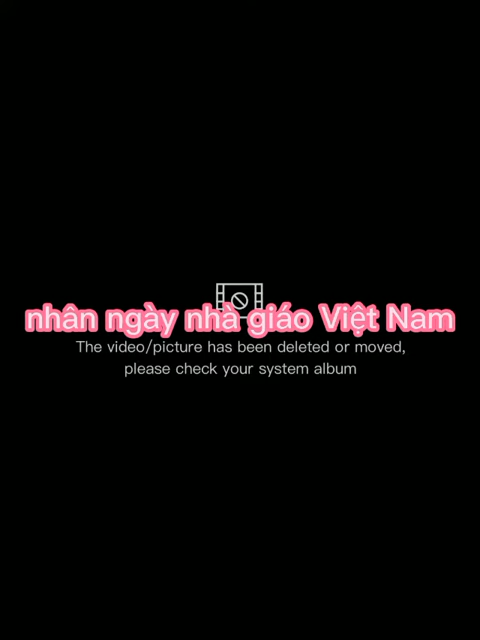 nhân ngày nhà giáo Việt Nam
The video/picture has been deleted or moved,
please check your system album